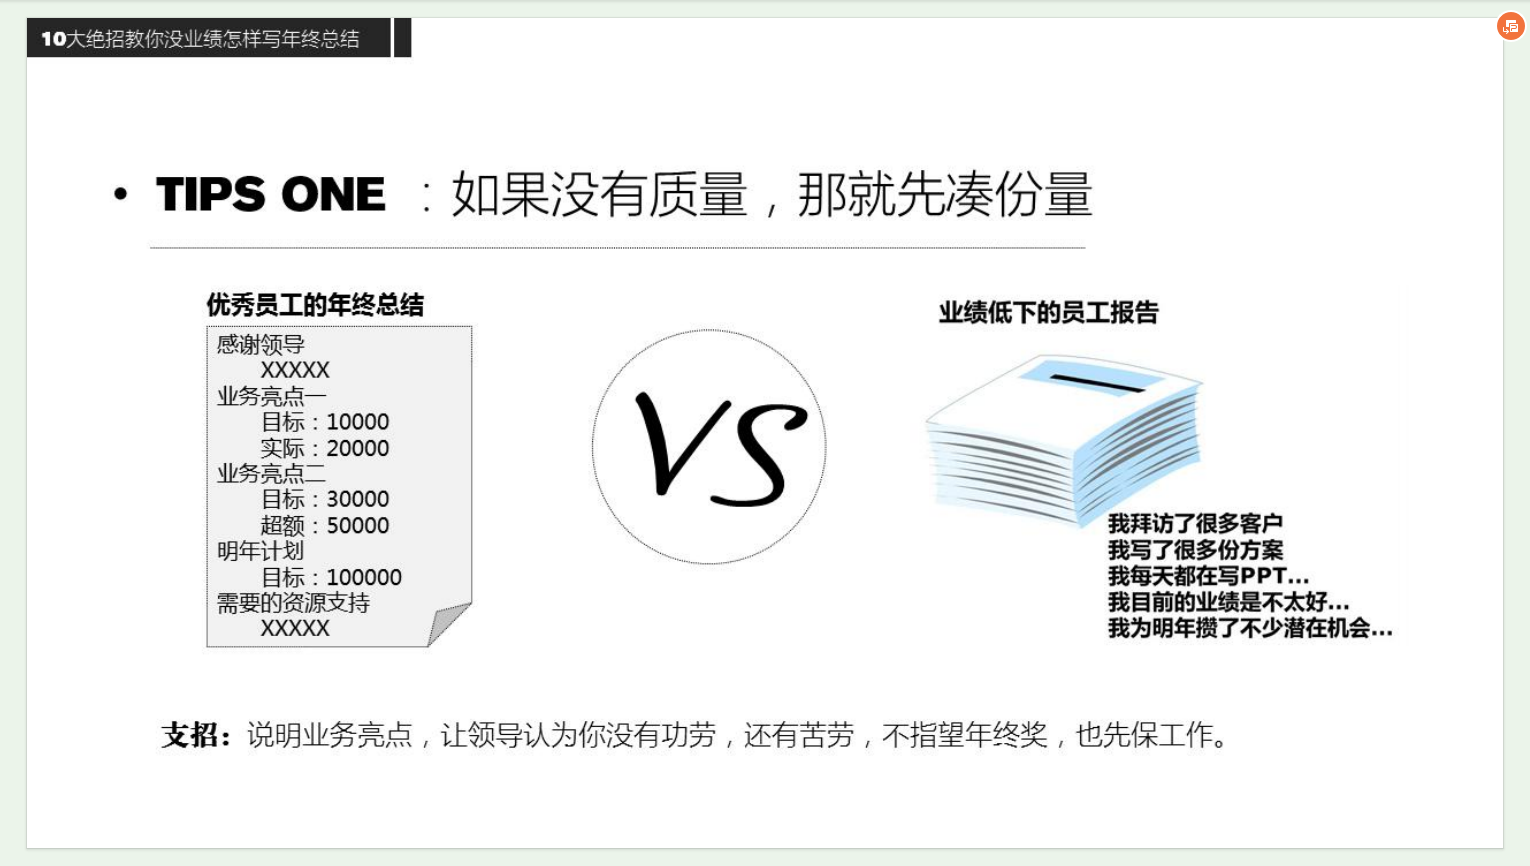 10大绝招教你没业绩怎样写年终总结
• TIPS ONE ：如果没有质量，那就先凑份量
优秀员工的年终总结
感谢领导
XXXXX
业务亮点一
目标：10000
实际：20000
业务亮点二
目标：30000
超额：50000
明年计划
目标：100000
需要的资源支持
XXXXX
VS
业绩低下的员工报告
我拜访了很多客户
我写了很多份方案
我每天都在写PPT...
我目前的业绩是不太好...
我为明年攒了不少潜在机会...
支招：说明业务亮点，让领导认为你没有功劳，还有苦劳，不指望年终奖，也先保工作。